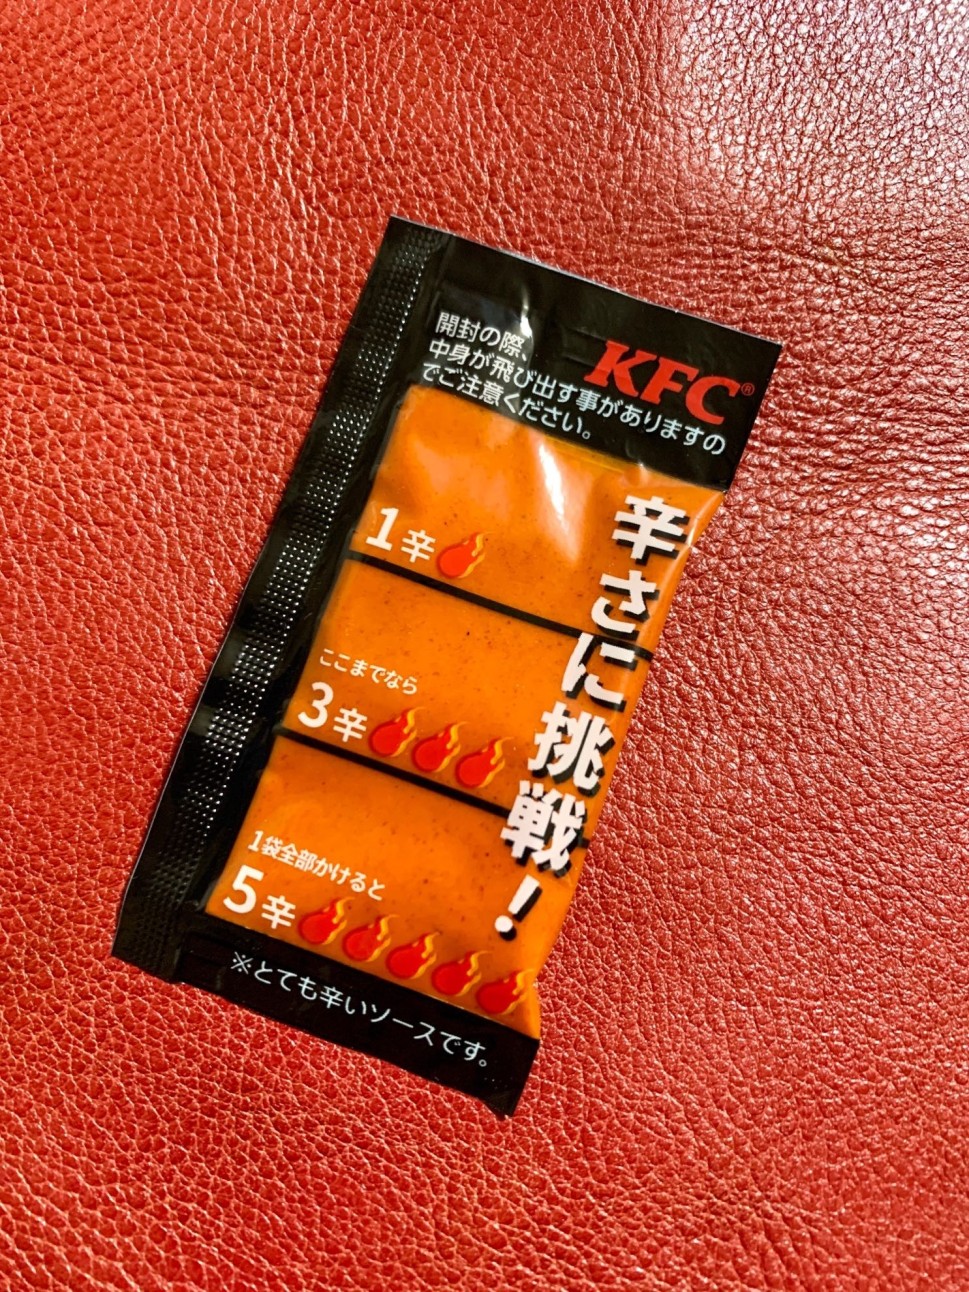 KFC®
開封の際、
中身が飛び出す事がありますの
でご注意ください。
辛さに挑戦!
1辛
ここまでなら
3辛
1袋全部かけると
5辛
※とても辛いソースです。